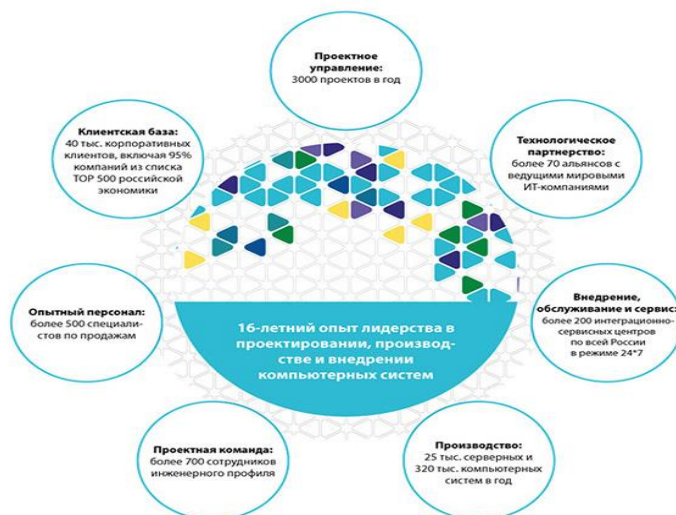 Проектное
управление:
3000 проектов в год
Клиентская база:
40 тыс. корпоративных
клиентов, включая 95%
компаний из списка
TOP 500 российской
экономики
Технологическое
партнерство:
более 70 альянсов с
ведущими мировыми
ИТ-компаниями
Опытный персонал:
более 500 специали-
стов по продажам
Внедрение,
обслуживание и сервис:
более 200 интеграционно-
сервисных центров
по всей России
в режиме 24*7
16-летний опыт лидерства в
проектировании, производ-
стве и внедрении
компьютерных систем
Проектная команда:
более 700 сотрудников
инженерного профиля
Производство:
25 тыс. серверных и
320 тыс. компьютерных
систем в год